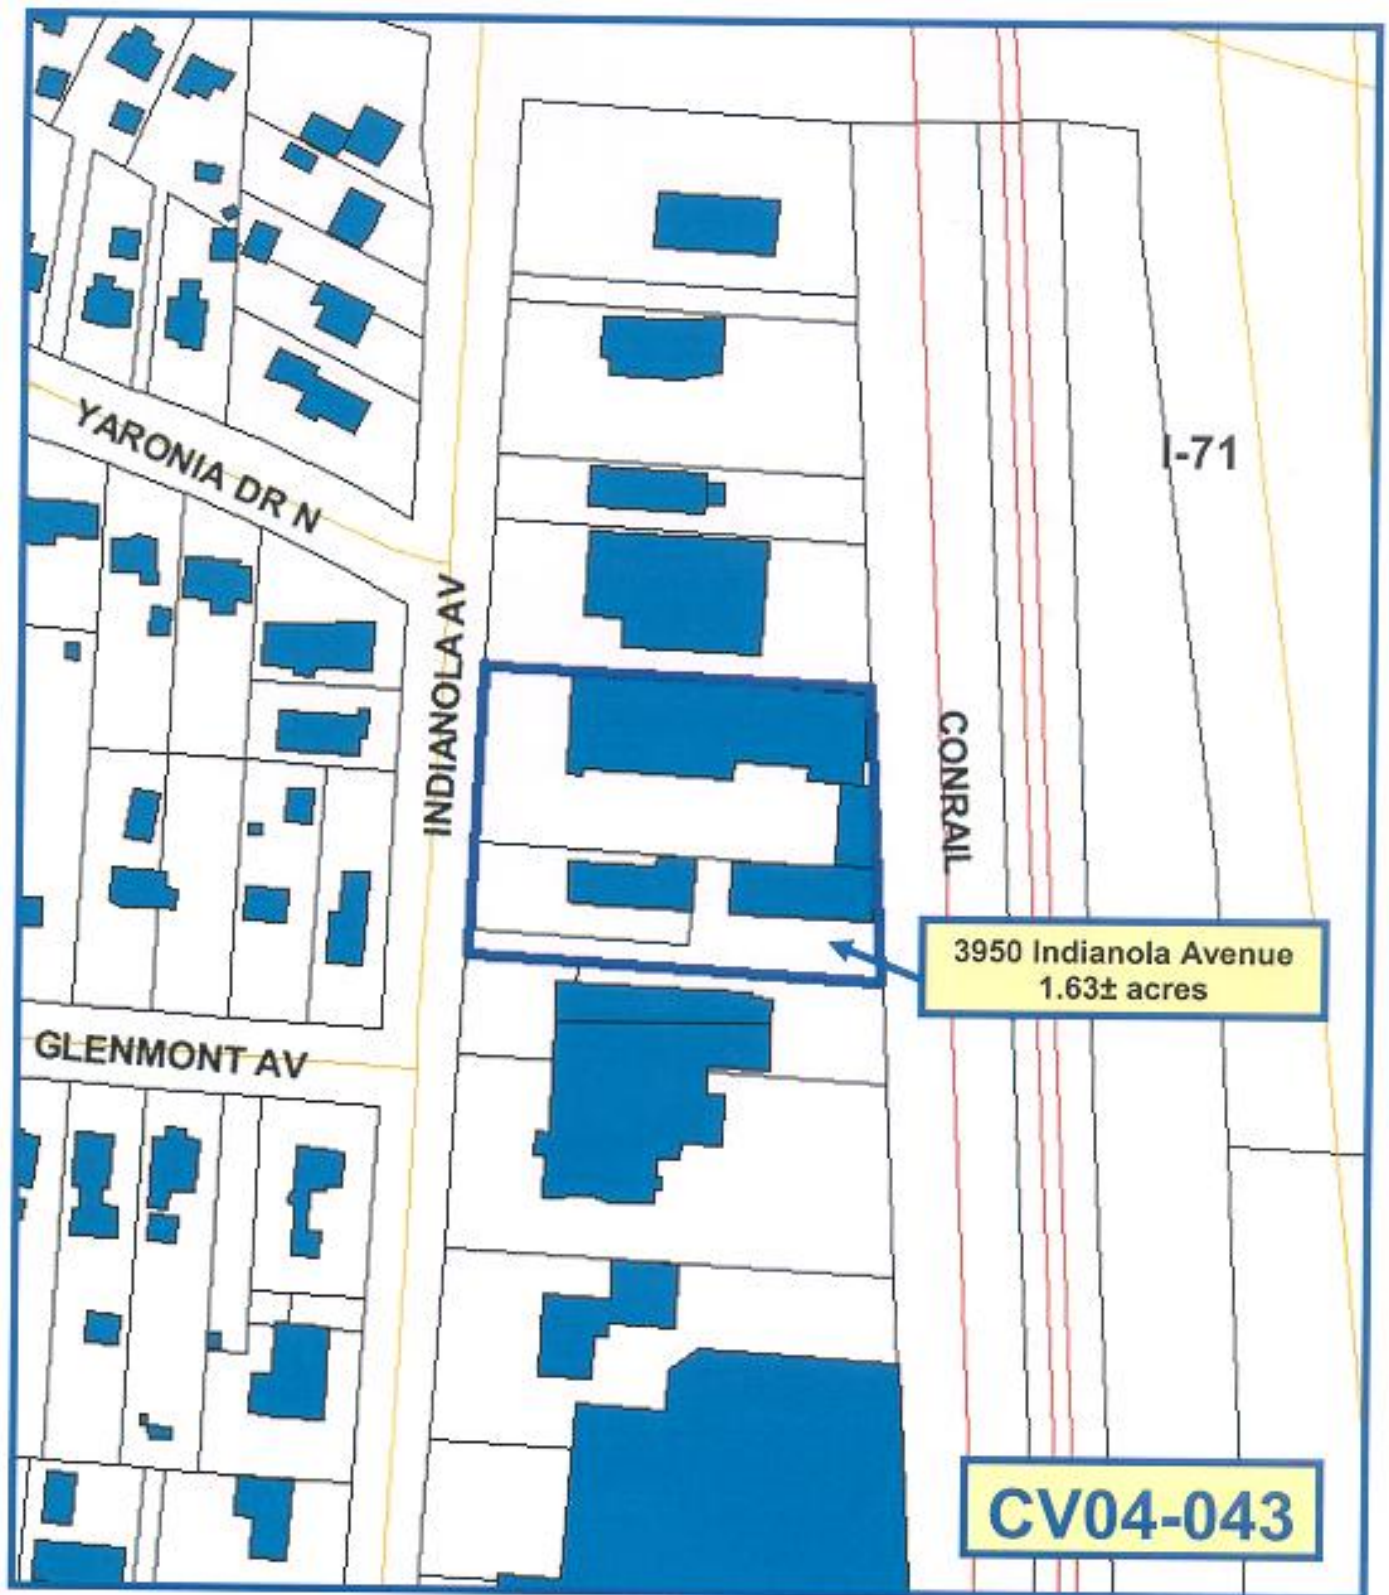 I-71
YARONIA DR N
INDIANOLA AV
CONRAIL
3950 Indianola Avenue
1.63± acres
GLENMONT AV
CV04-043